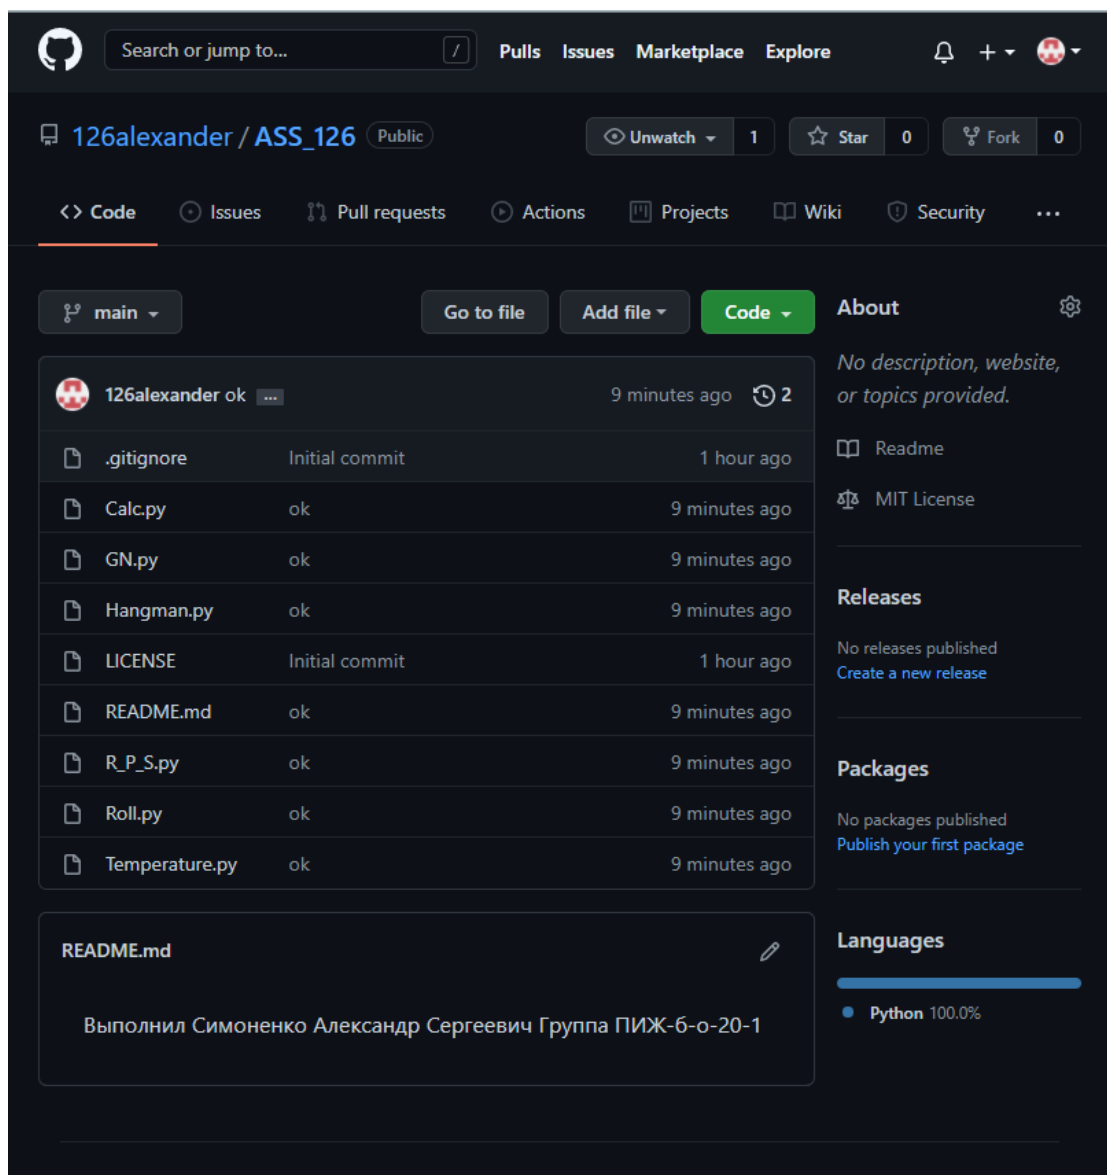 Search or jump to... / Pulls Issues Marketplace Explore
126alexander / ASS_126 Public Unwatch 1 Star 0 Fork 0
<> Code Issues Pull requests Actions Projects Wiki Security ...
main Go to file Add file Code
126alexander ok ... 9 minutes ago 2
.gitignore Initial commit 1 hour ago
Calc.py ok 9 minutes ago
GN.py ok 9 minutes ago
Hangman.py ok 9 minutes ago
LICENSE Initial commit 1 hour ago
README.md ok 9 minutes ago
R_P_S.py ok 9 minutes ago
Roll.py ok 9 minutes ago
Temperature.py ok 9 minutes ago
README.md
Выполнил Симоненко Александр Сергеевич Группа ПИЖ-б-о-20-1
About
No description, website,
or topics provided.
Readme
MIT License
Releases
No releases published
Create a new release
Packages
No packages published
Publish your first package
Languages
Python 100.0%